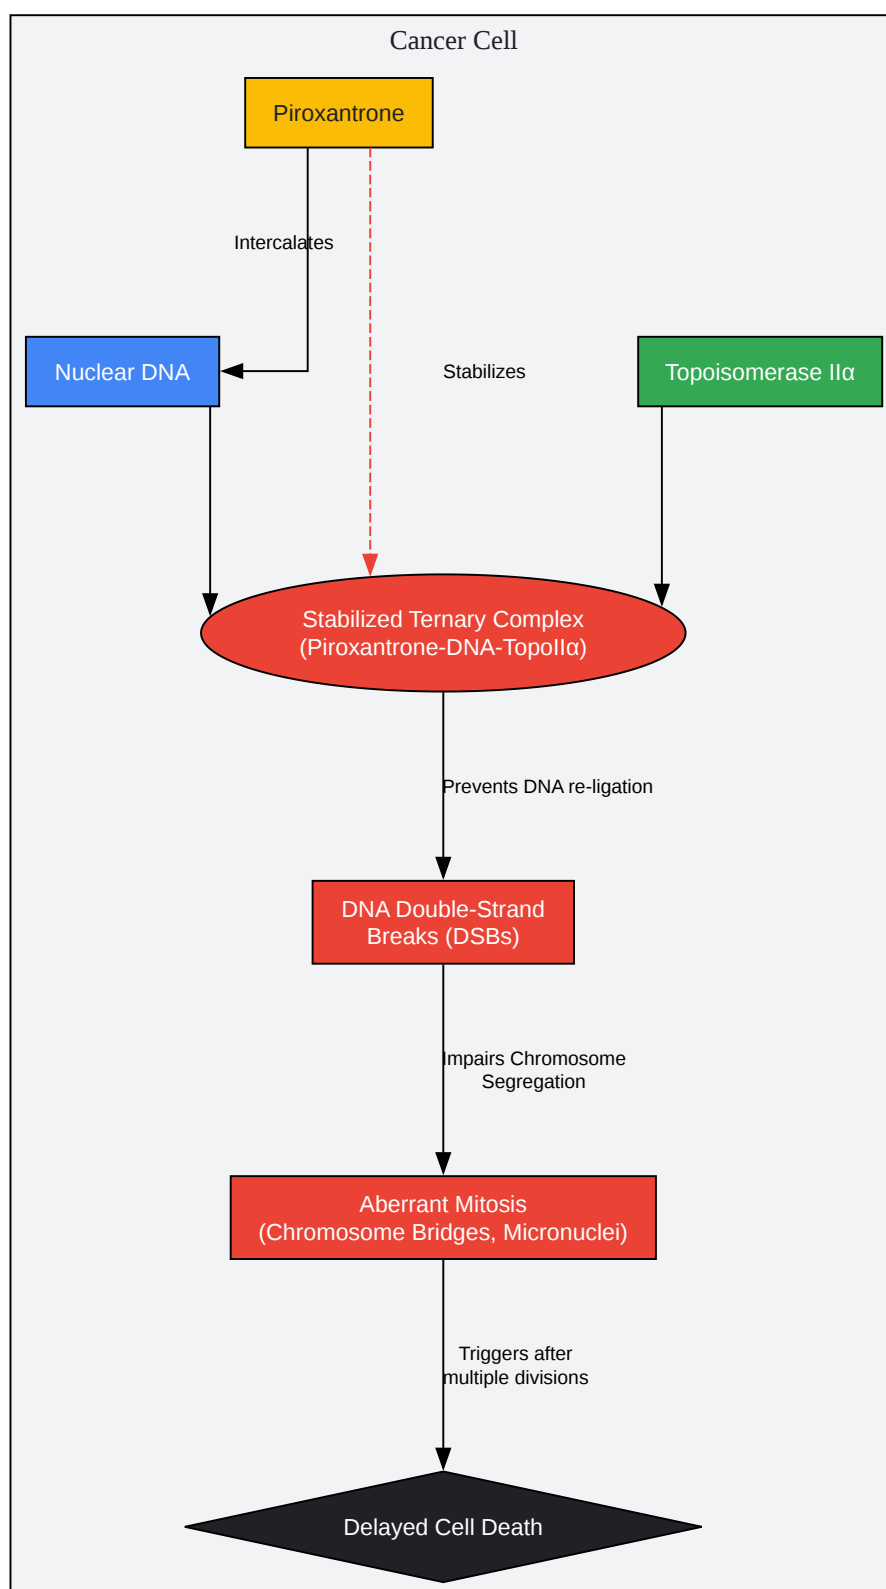 Cancer Cell
Piroxantrone
Intercalates
Nuclear DNA
Stabilizes
Topoisomerase IIα
Stabilized Ternary Complex
(Piroxantrone-DNA-TopoIIα)
Prevents DNA re-ligation
DNA Double-Strand
Breaks (DSBs)
Impairs Chromosome
Segregation
Aberrant Mitosis
(Chromosome Bridges, Micronuclei)
Triggers after
multiple divisions
Delayed Cell Death